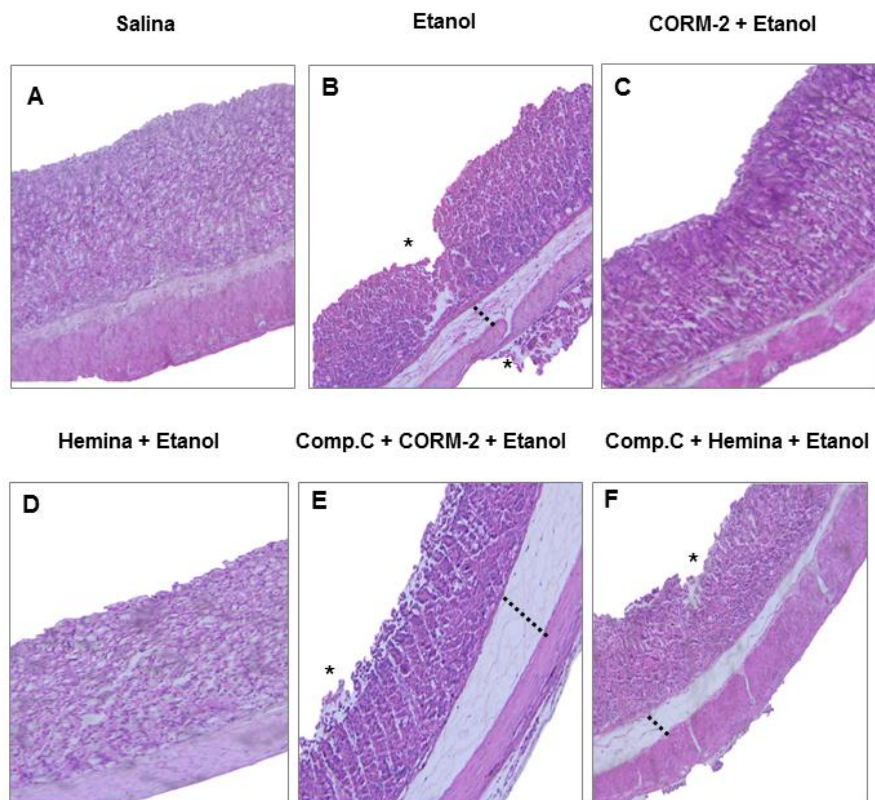 Salina
Etanol
CORM-2 + Etanol
A
B
C
*
*
Hemina + Etanol
Comp.C + CORM-2 + Etanol
Comp.C + Hemina + Etanol
D
E
F
*
*